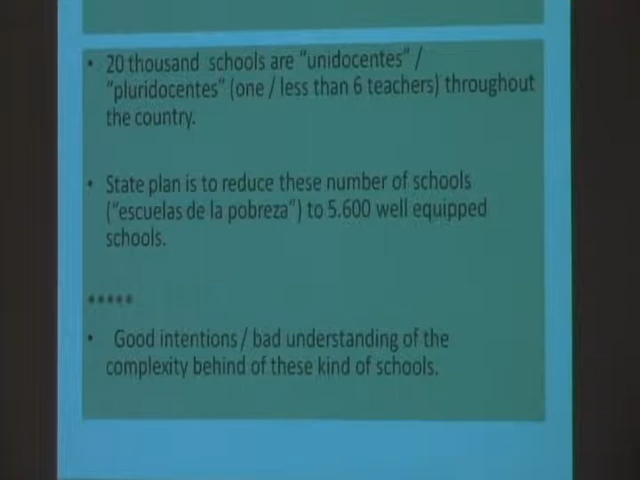 • 20 thousand schools are "unidocentes" /
"pluridocentes" (one / less than 6 teachers) throughout
the country.
• State plan is to reduce these number of schools
("escuelas de la pobreza") to 5.600 well equipped
schools.
•••••
• Good intentions / bad understanding of the
complexity behind of these kind of schools.